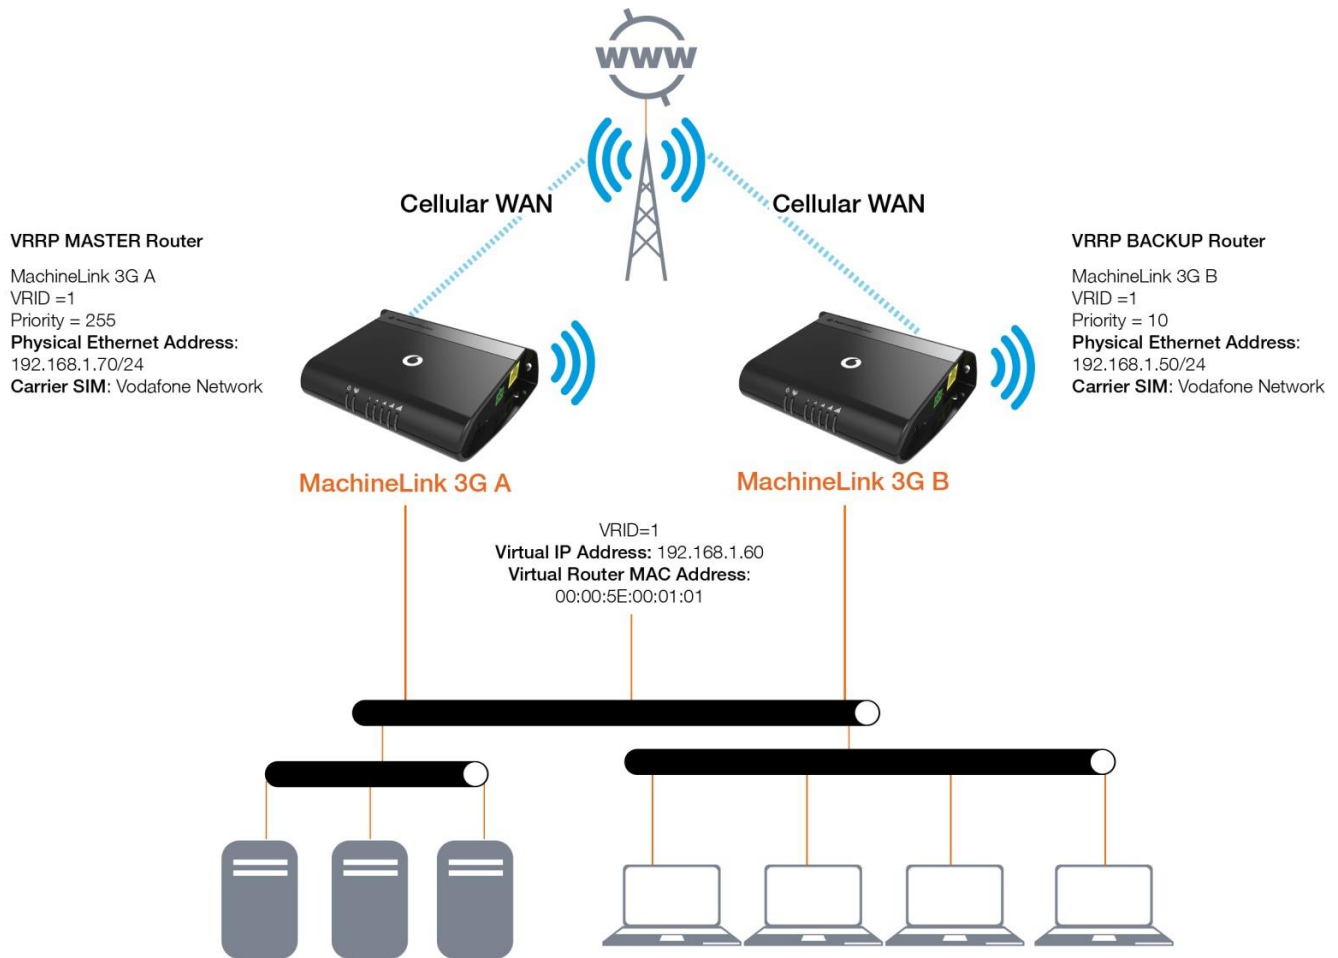 WWW
Cellular WAN
Cellular WAN
VRRP MASTER Router
MachineLink 3G A
VRID =1
Priority = 255
Physical Ethernet Address:
192.168.1.70/24
Carrier SIM: Vodafone Network
VRRP BACKUP Router
MachineLink 3G B
VRID =1
Priority = 10
Physical Ethernet Address:
192.168.1.50/24
Carrier SIM: Vodafone Network
MachineLink 3G A
MachineLink 3G B
VRID=1
Virtual IP Address: 192.168.1.60
Virtual Router MAC Address:
00:00:5E:00:01:01